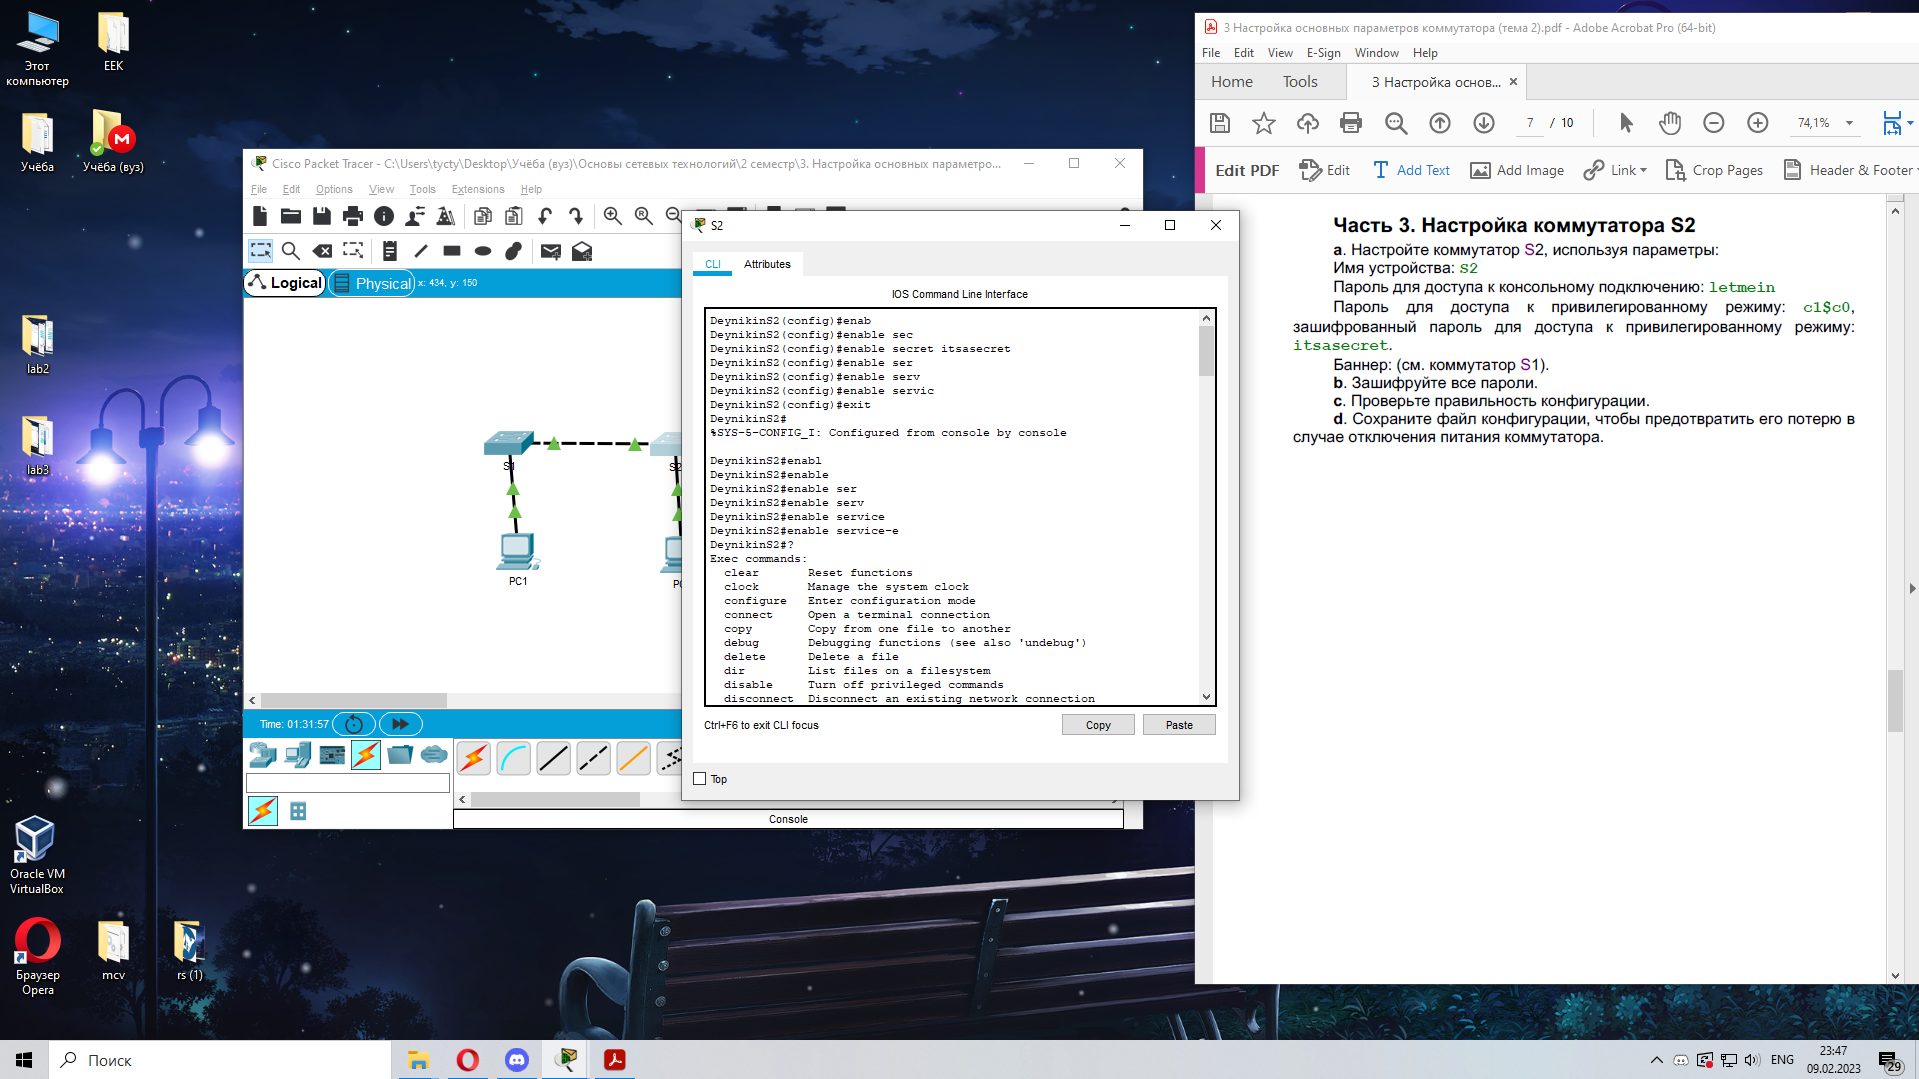 Этот
компьютер
EEK
Учёба
Учёба (вуз)
lab2
lab3
Oracle VM
VirtualBox
Браузер
Opera
mcv
rs (1)
Cisco Packet Tracer - C:\Users\tycty\Desktop\Учёба (вуз)\Основы сетевых технологий\2 семестр\3. Настройка основных параметро...
File Edit Options View Tools Extensions Help
Logical
Physical
x: 434, y: 150
S1
PC1
Time: 01:31:57
Console
S2
CLI
Attributes
IOS Command Line Interface
DeynikinS2(config)#enab
DeynikinS2(config)#enable sec
DeynikinS2(config)#enable secret itsasecret
DeynikinS2(config)#enable ser
DeynikinS2(config)#enable serv
DeynikinS2(config)#enable servic
DeynikinS2(config)#exit
DeynikinS2#
%SYS-5-CONFIG_I: Configured from console by console
DeynikinS2#enabl
DeynikinS2#enable
DeynikinS2#enable ser
DeynikinS2#enable serv
DeynikinS2#enable service
DeynikinS2#enable service-e
DeynikinS2#?
Exec commands:
clear Reset functions
clock Manage the system clock
configure Enter configuration mode
connect Open a terminal connection
copy Copy from one file to another
debug Debugging functions (see also 'undebug')
delete Delete a file
dir List files on a filesystem
disable Turn off privileged commands
disconnect Disconnect an existing network connection
Ctrl+F6 to exit CLI focus
Copy
Paste
Top
3 Настройка основных параметров коммутатора (тема 2).pdf - Adobe Acrobat Pro (64-bit)
File Edit View E-Sign Window Help
Home Tools 3 Настройка основ... ×
7 / 10
74,1%
Edit PDF Edit Add Text Add Image Link Crop Pages Header & Footer
Часть 3. Настройка коммутатора S2
a. Настройте коммутатор S2, используя параметры:
Имя устройства: S2
Пароль для доступа к консольному подключению: letmein
Пароль для доступа к привилегированному режиму: c1$c0,
зашифрованный пароль для доступа к привилегированному режиму:
itsasecret.
Баннер: (см. коммутатор S1).
b. Зашифруйте все пароли.
c. Проверьте правильность конфигурации.
d. Сохраните файл конфигурации, чтобы предотвратить его потерю в
случае отключения питания коммутатора.
Поиск
ENG
23:47
09.02.2023
29